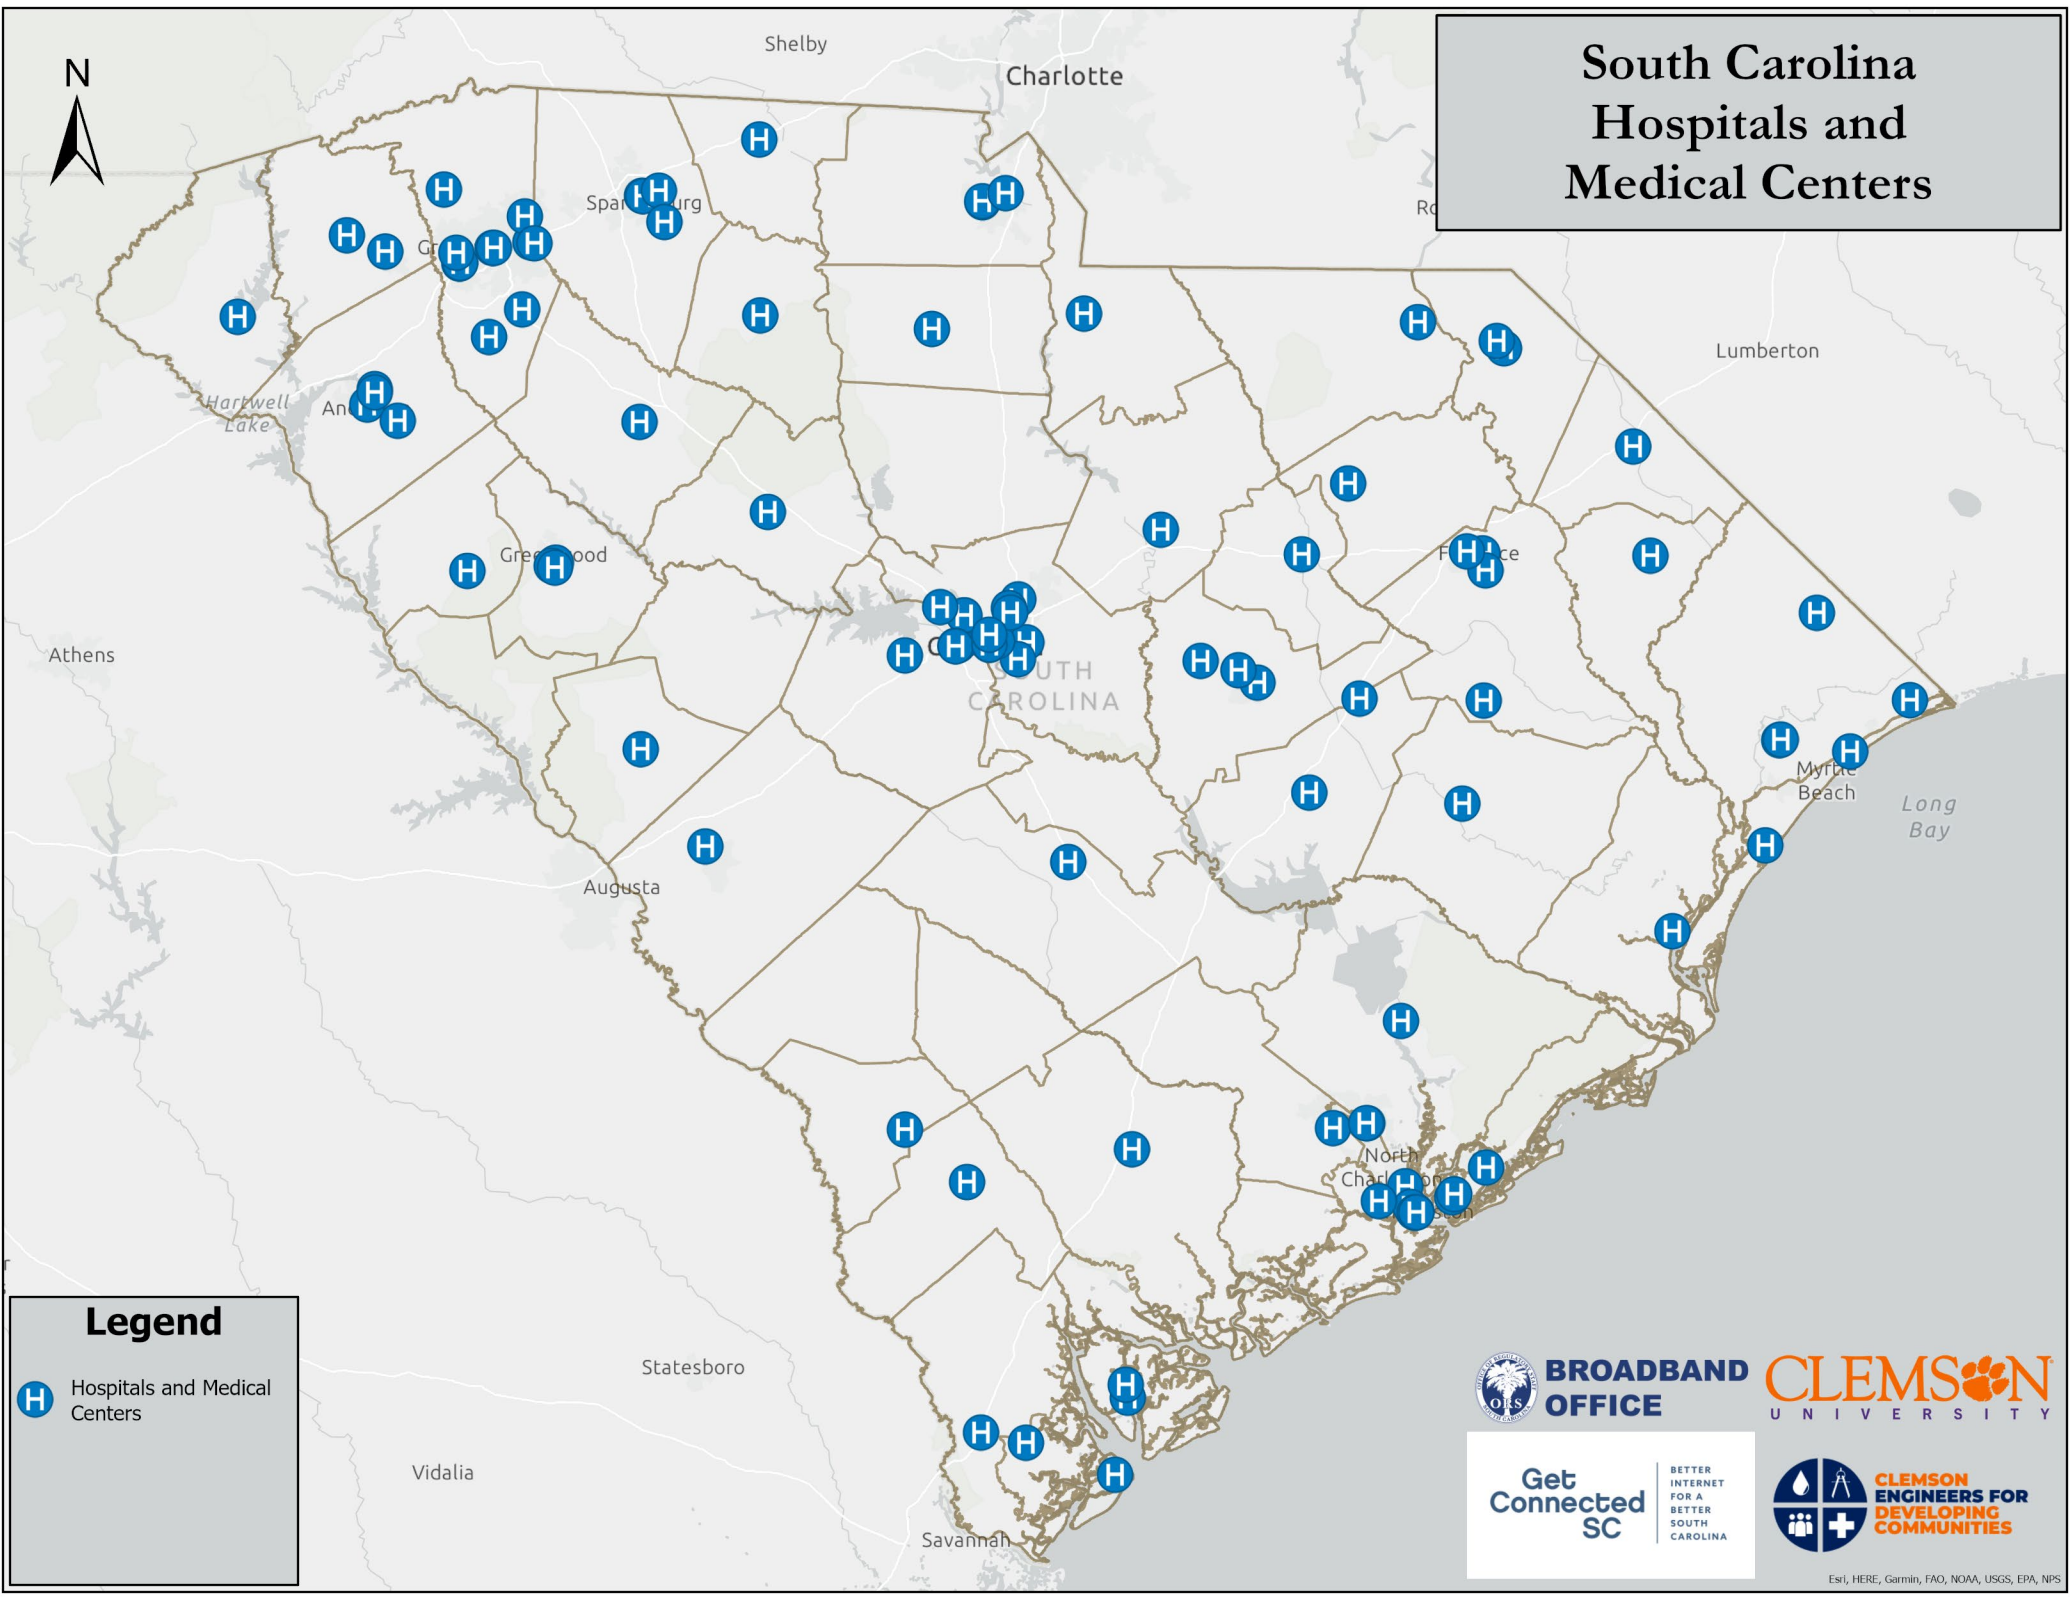 South Carolina
Hospitals and
Medical Centers
N
Shelby
Charlotte
Lumberton
Hartwell
Lake
Athens
SOUTH
CAROLINA
Myrtle
Beach
Long
Bay
Augusta
North
Statesboro
Vidalia
Savannah
Legend
H Hospitals and Medical
Centers
BROADBAND
OFFICE
ORS
CLEMSON
UNIVERSITY
Get
Connected
SC
BETTER
INTERNET
FOR A
BETTER
SOUTH
CAROLINA
CLEMSON
ENGINEERS FOR
DEVELOPING
COMMUNITIES
Esri, HERE, Garmin, FAO, NOAA, USGS, EPA, NPS